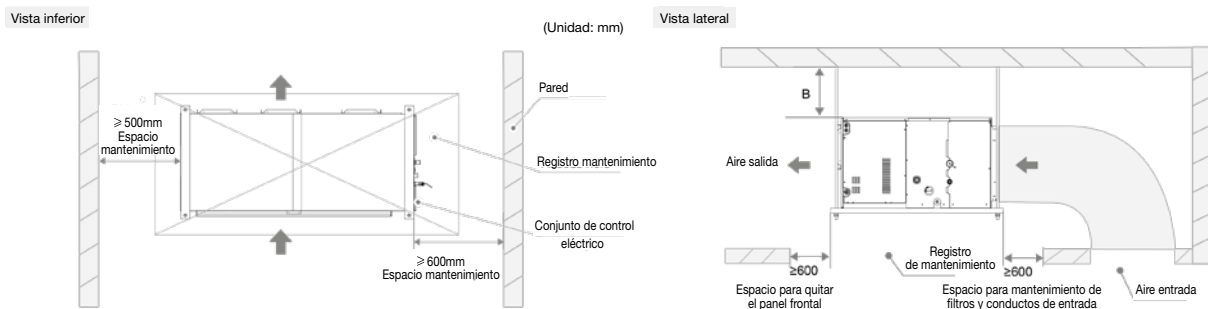 Vista inferior
(Unidad: mm)
≥500mm
Espacio
mantenimiento
Pared
Registro mantenimiento
Conjunto de control
eléctrico
≥600mm
Espacio mantenimiento
Vista lateral
B
Aire salida
≥600
Espacio para quitar
el panel frontal
Registro
de mantenimiento
≥600
Espacio para mantenimiento de
filtros y conductos de entrada
Aire entrada